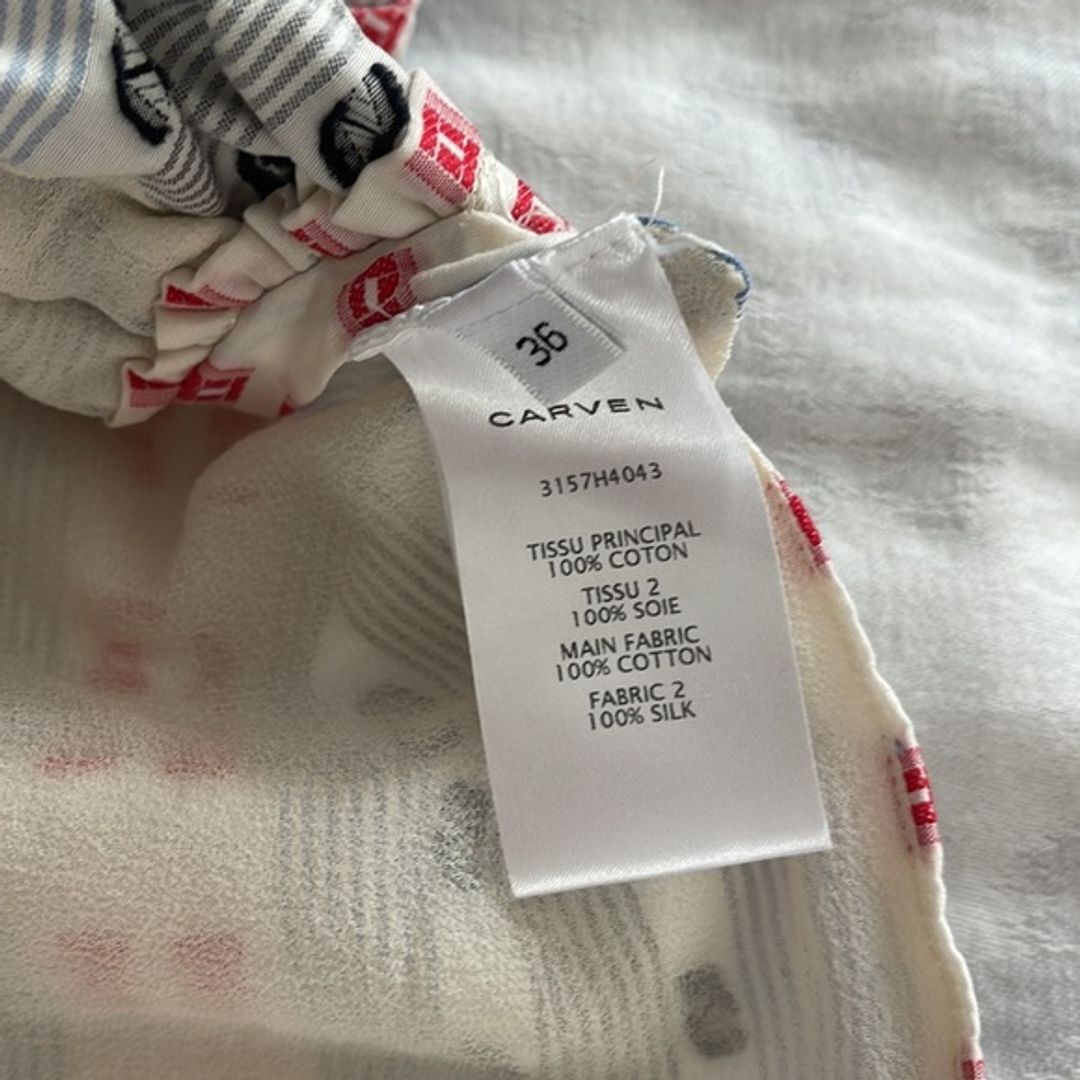 36
CARVEN
3157H4043
TISSU PRINCIPAL
100% COTON
TISSU 2
100% SOIE
MAIN FABRIC
100% COTTON
FABRIC 2
100% SILK